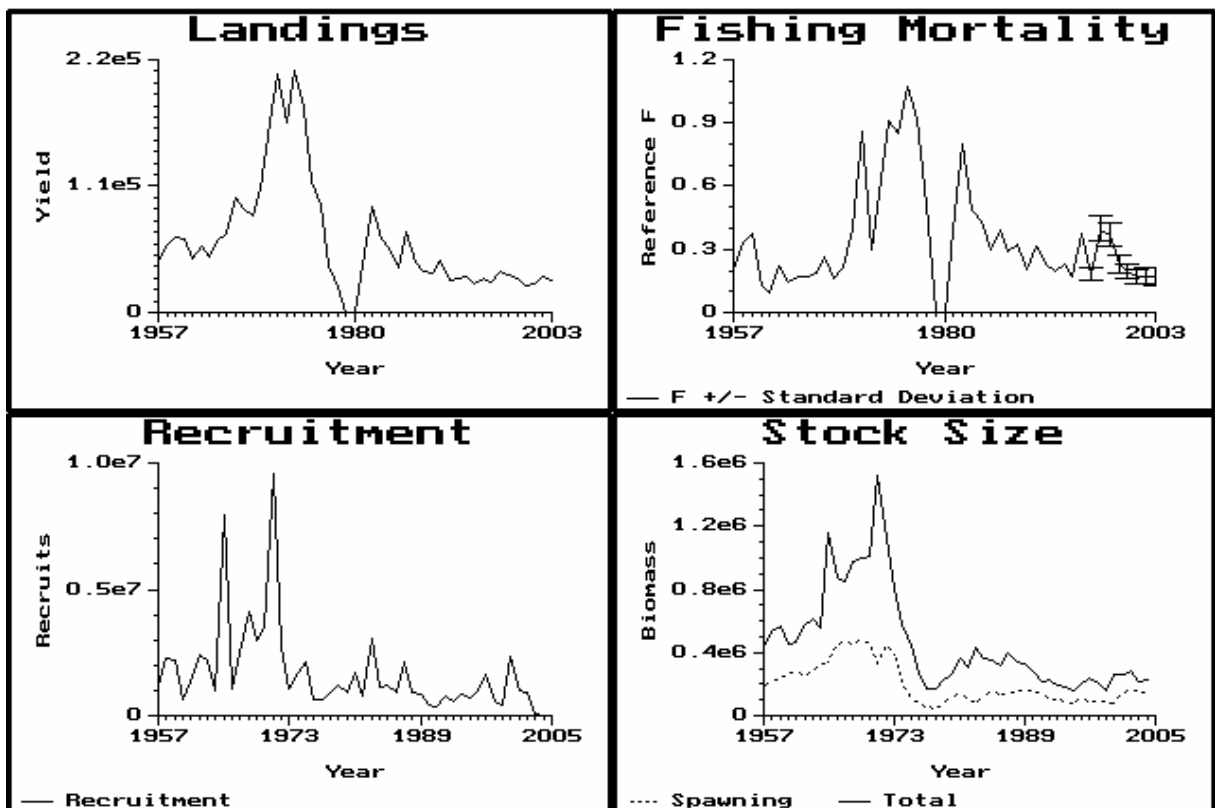 Landings
2.2e5
1.1e5
0
Yield
1957 1980 2003
Year
Fishing Mortality
1.2
0.9
0.6
0.3
0
Reference F
1957 1980 2003
Year
F +/- Standard Deviation
Recruitment
1.0e7
0.5e7
0
Recruits
1957 1973 1989 2005
Year
Recruitment
Stock Size
1.6e6
1.2e6
0.8e6
0.4e6
0
Biomass
1957 1973 1989 2005
Year
Spawning Total